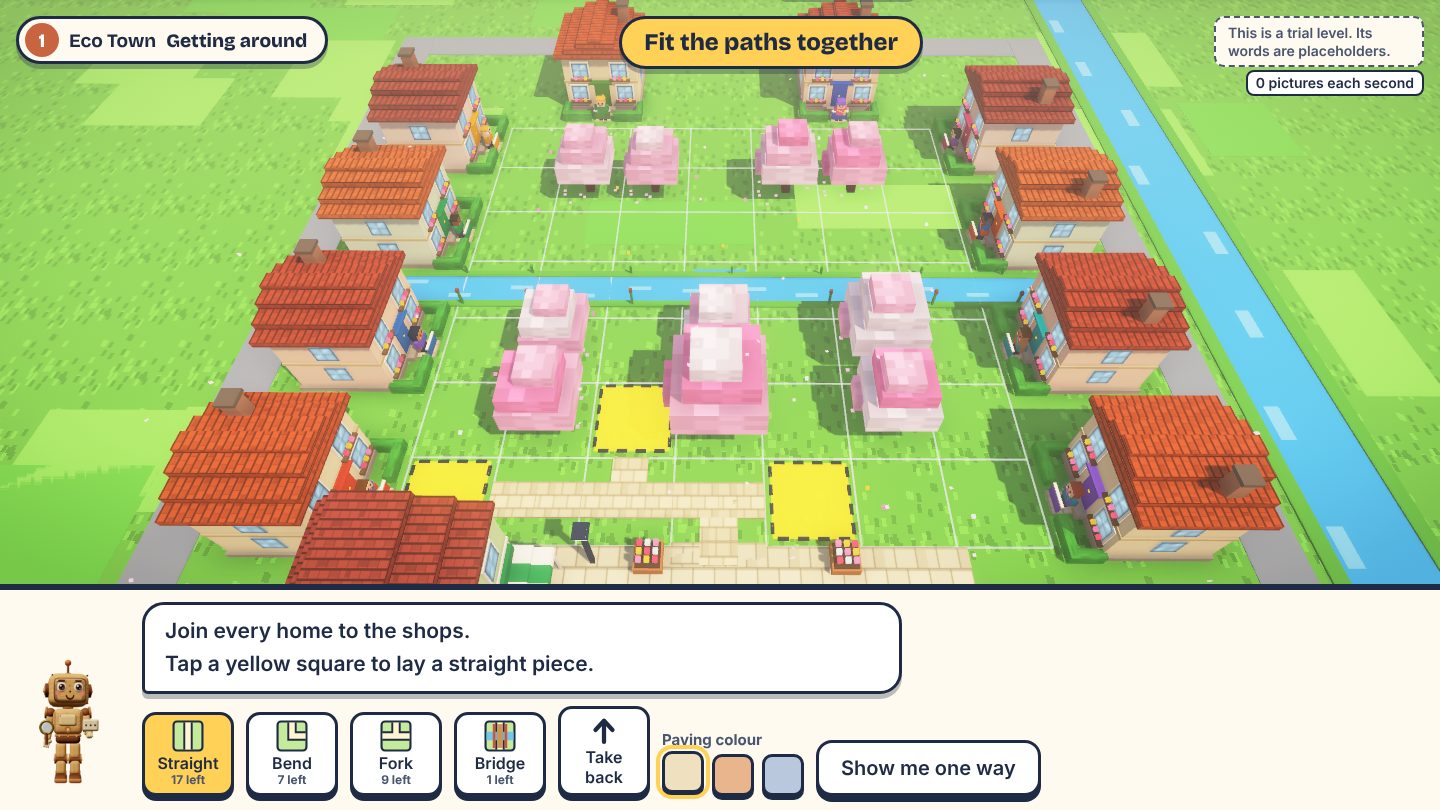 1 Eco Town Getting around
Fit the paths together
This is a trial level. Its
words are placeholders.
0 pictures each second
Join every home to the shops.
Tap a yellow square to lay a straight piece.
Straight
17 left
Bend
7 left
Fork
9 left
Bridge
1 left
Take
back
Paving colour
Show me one way